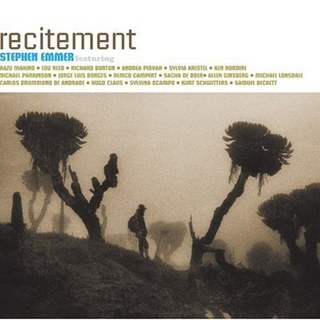 recitement
STEPHEN EMMER featuring
KAZU MAKINO • LOU REED • RICHARD BURTON • ANDREA PIOVAN • SYLVIA KRISTEL • KEN NORDINE
MICHAEL PARKINSON • JORGE LUIS BORGES • REMCO CAMPERT • SACHA DE BOER • ALLEN GINSBERG • MICHAEL LONSDALE
CARLOS DRUMMOND DE ANDRADE • HUGO CLAUS • SYLVINA OCAMPO • KURT SCHWITTERS • SAMUEL BECKETT